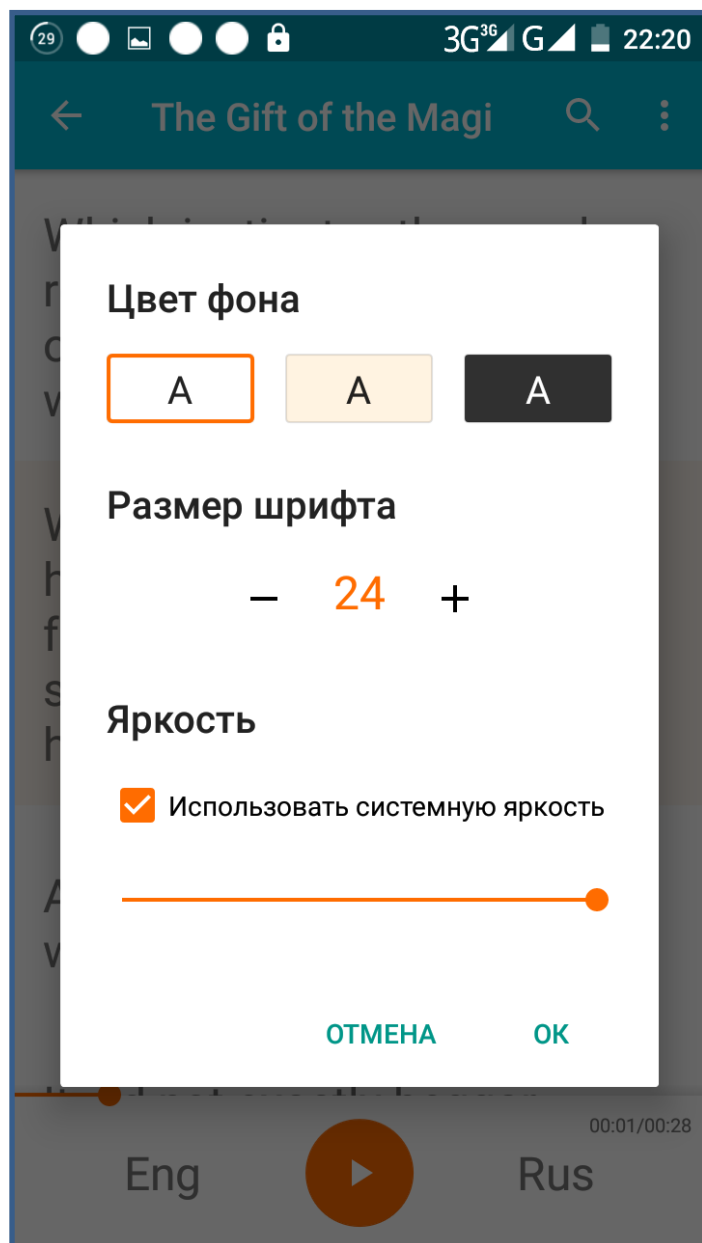 29
3G 3G G 22:20
The Gift of the Magi
Цвет фона
A A A
Размер шрифта
– 24 +
Яркость
Использовать системную яркость
ОТМЕНА ОК
00:01/00:28
Eng Rus